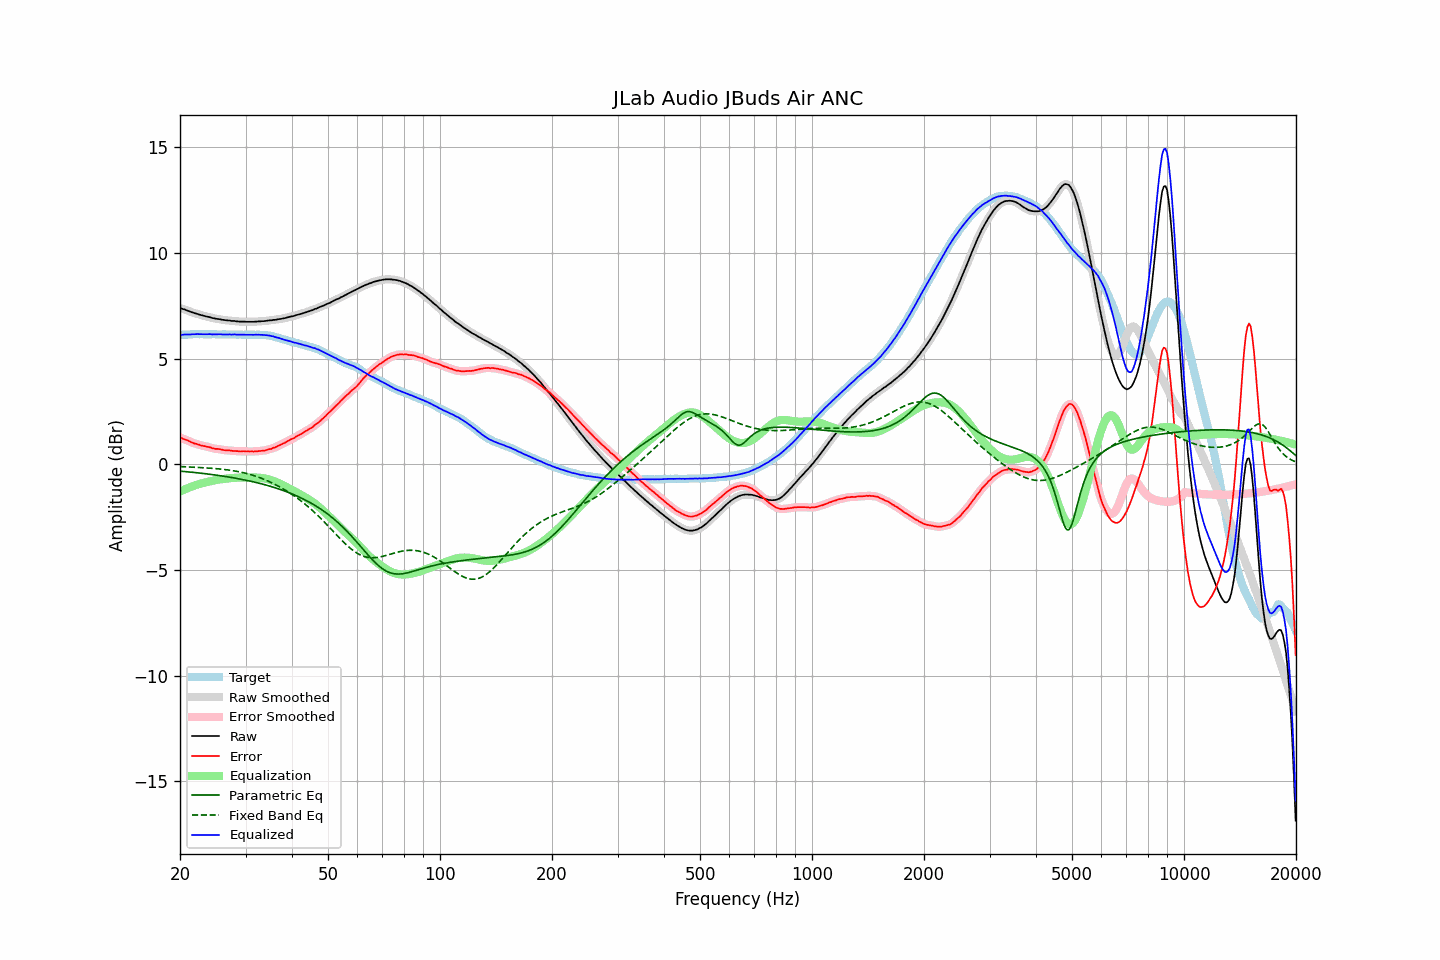 JLab Audio JBuds Air ANC
15
10
5
0
−5
−10
−15
Amplitude (dBr)
Target
Raw Smoothed
Error Smoothed
Raw
Error
Equalization
Parametric Eq
Fixed Band Eq
Equalized
20 50 100 200 500 1000 2000 5000 10000 20000
Frequency (Hz)